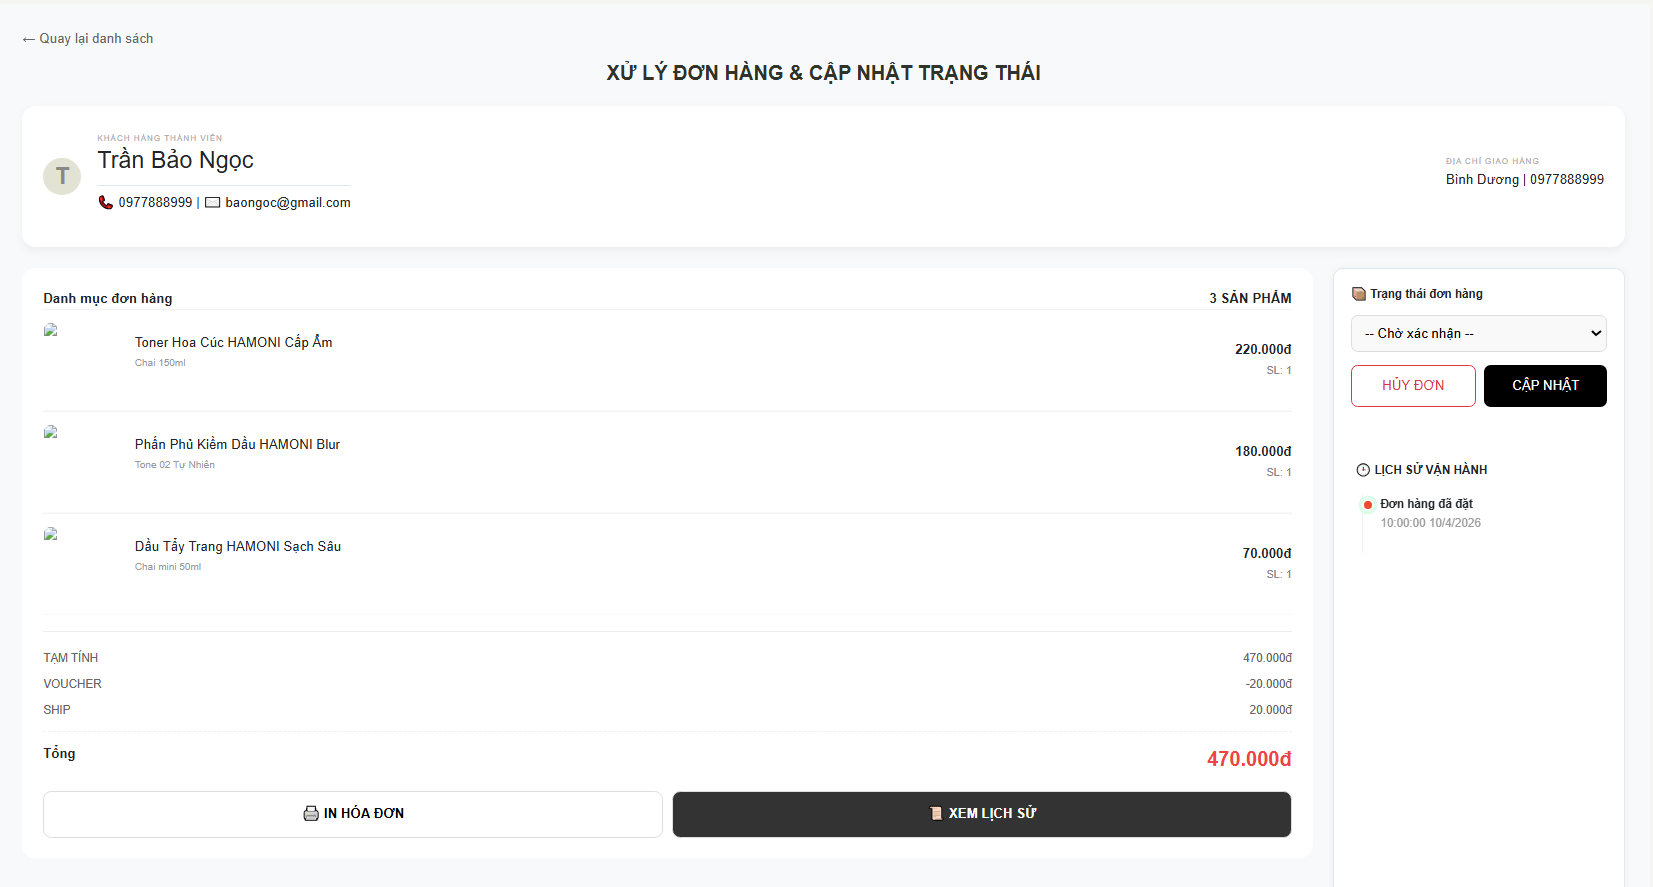 ← Quay lại danh sách
XỬ LÝ ĐƠN HÀNG & CẬP NHẬT TRẠNG THÁI
KHÁCH HÀNG THÀNH VIÊN
T
Trần Bảo Ngọc
0977888999 | baongoc@gmail.com
ĐỊA CHỈ GIAO HÀNG
Bình Dương | 0977888999
Danh mục đơn hàng
3 SẢN PHẨM
Toner Hoa Cúc HAMONI Cấp Ẩm
Chai 150ml
220.000đ
SL: 1
Phấn Phủ Kiềm Dầu HAMONI Blur
Tone 02 Tự Nhiên
180.000đ
SL: 1
Dầu Tẩy Trang HAMONI Sạch Sâu
Chai mini 50ml
70.000đ
SL: 1
TẠM TÍNH 470.000đ
VOUCHER -20.000đ
SHIP 20.000đ
Tổng 470.000đ
IN HÓA ĐƠN
XEM LỊCH SỬ
Trạng thái đơn hàng
-- Chờ xác nhận --
HỦY ĐƠN
CẬP NHẬT
LỊCH SỬ VẬN HÀNH
Đơn hàng đã đặt
10:00:00 10/4/2026